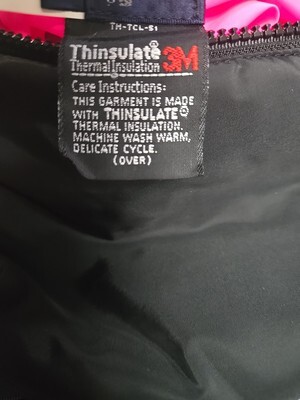 TM-TCL-51
Thinsulate®
Thermal Insulation 3M
Care Instructions:
THIS GARMENT IS MADE
WITH THINSULATE®
THERMAL INSULATION.
MACHINE WASH WARM,
DELICATE CYCLE.
(OVER)